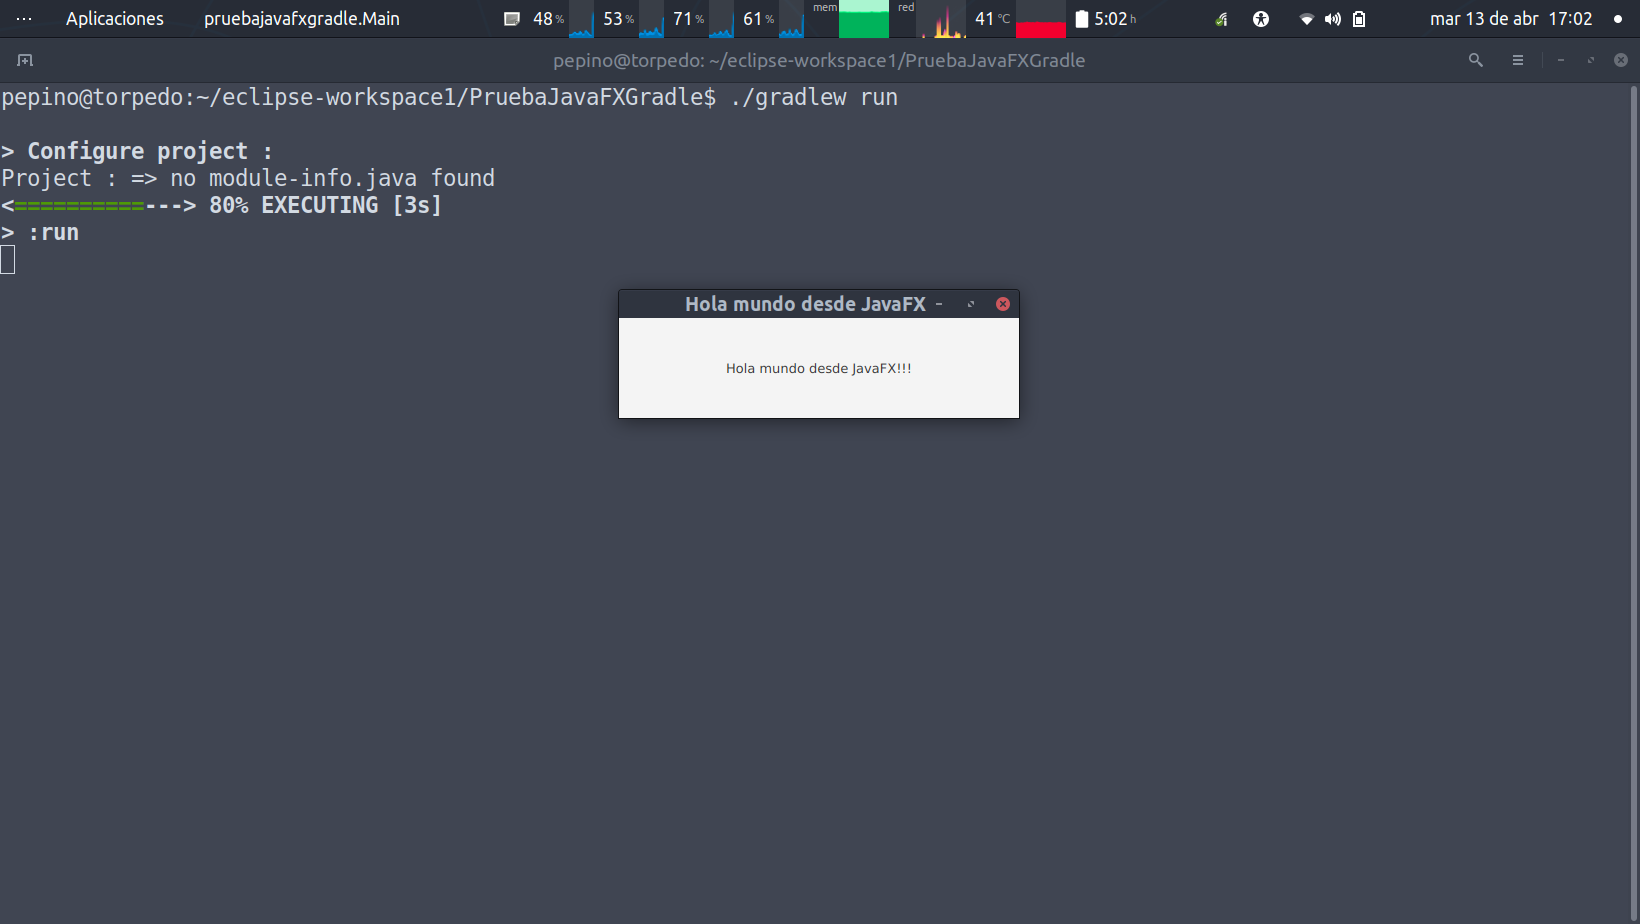 ··· Aplicaciones pruebajavafxgradle.Main 48 % 53 % 71 % 61 % mem red 41 °C 5:02 h mar 13 de abr 17:02
pepino@torpedo: ~/eclipse-workspace1/PruebaJavaFXGradle
pepino@torpedo:~/eclipse-workspace1/PruebaJavaFXGradle$ ./gradlew run
> Configure project :
Project : => no module-info.java found
<==========---> 80% EXECUTING [3s]
> :run
Hola mundo desde JavaFX
Hola mundo desde JavaFX!!!